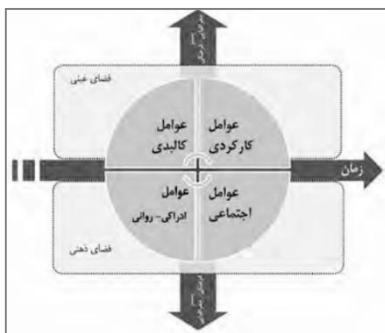 فضای عینی
عوامل
کارکردی
عوامل
کالبدی
زمان
عوامل
اجتماعی
عوامل
ادراکی- روانی
فضای ذهنی